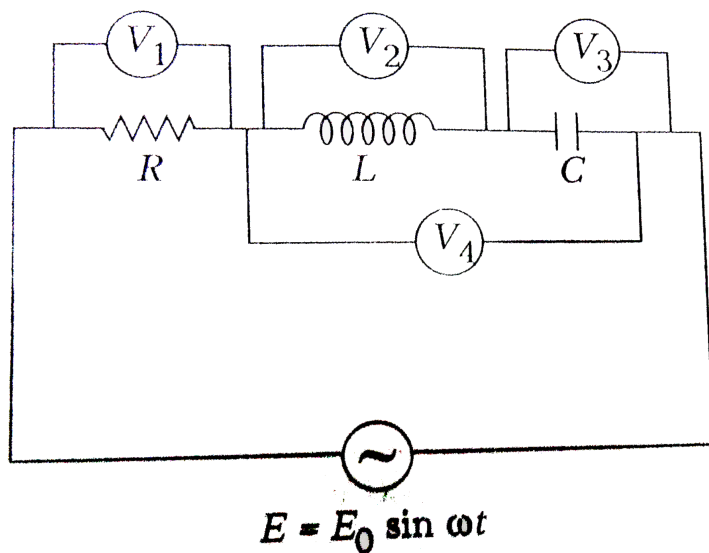 V₁ V₂ V₃
R L C
V₄
~
E = E₀ sin ωt